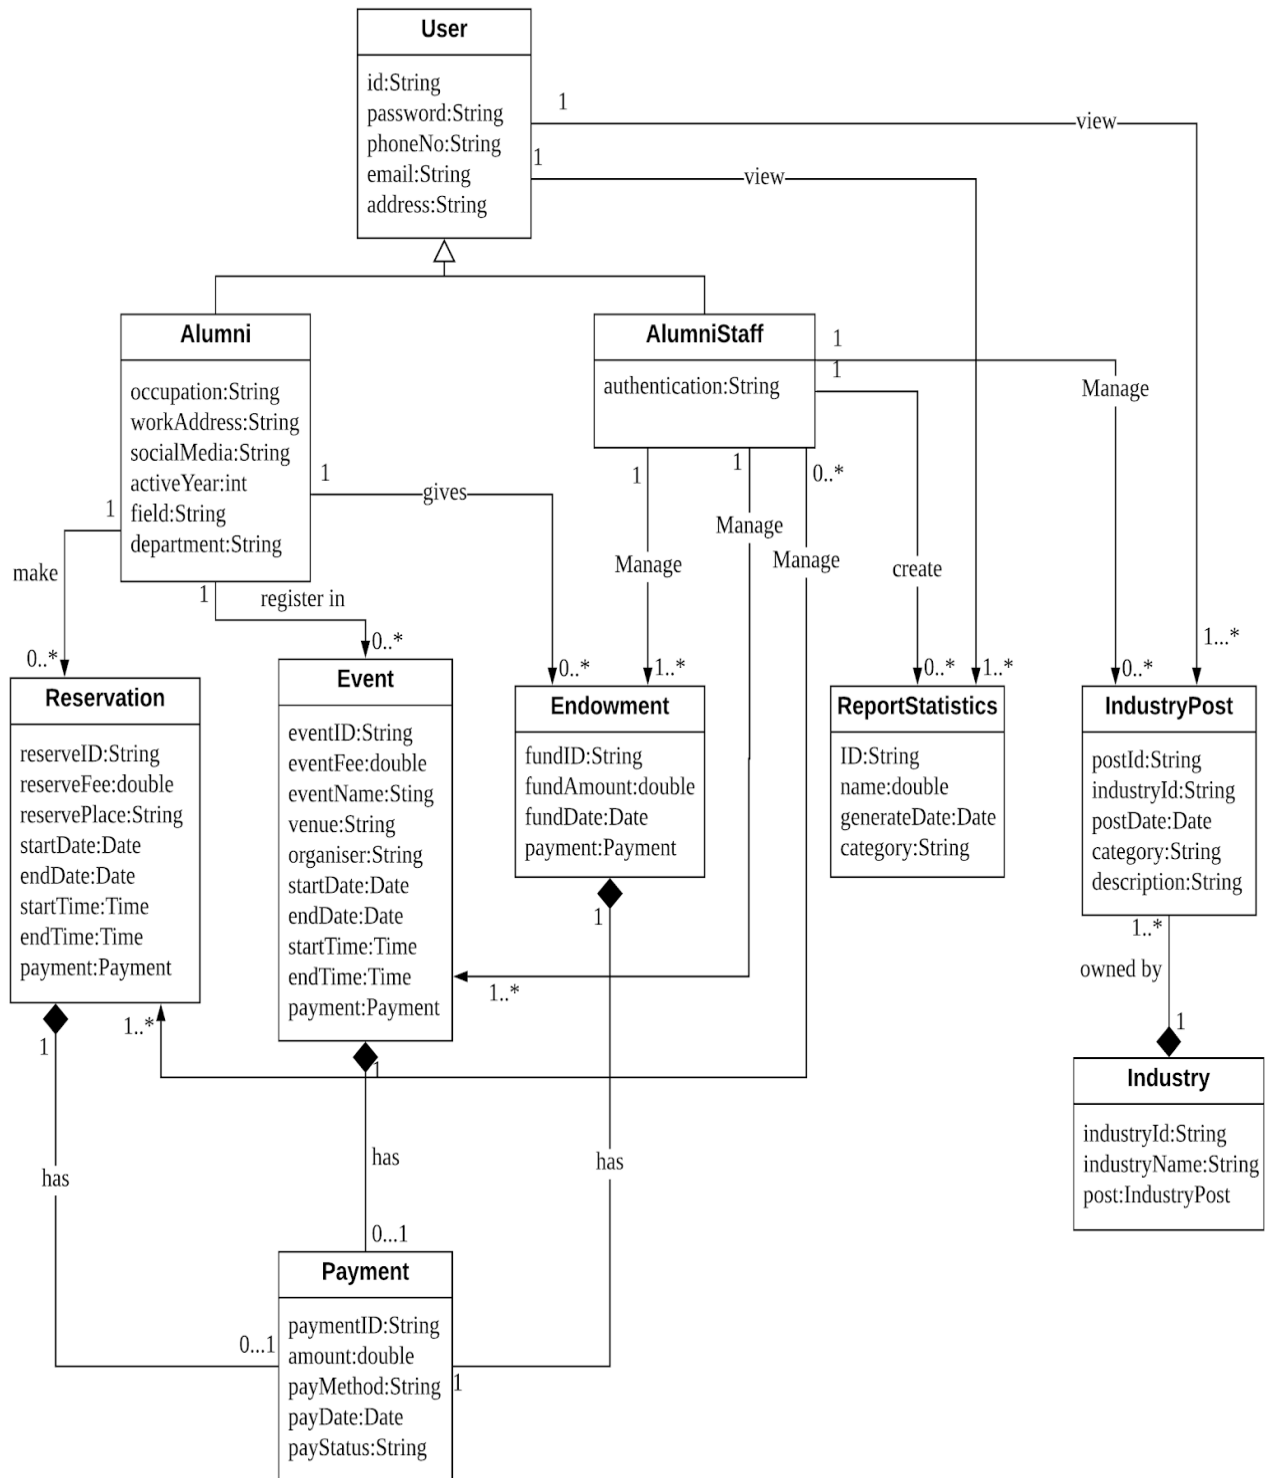 User
id:String
password:String
phoneNo:String
email:String
address:String
1
view
1
view
Alumni
occupation:String
workAddress:String
socialMedia:String
activeYear:int
field:String
department:String
AlumniStaff
authentication:String
1
Manage
1
create
1
gives
1
make
1
register in
1
Manage
1
Manage
0..*
Manage
0..*
0..*
0..*
1..*
0..*
1..*
0..*
1...*
Reservation
reserveID:String
reserveFee:double
reservePlace:String
startDate:Date
endDate:Date
startTime:Time
endTime:Time
payment:Payment
Event
eventID:String
eventFee:double
eventName:Sting
venue:String
organiser:String
startDate:Date
endDate:Date
startTime:Time
endTime:Time
payment:Payment
Endowment
fundID:String
fundAmount:double
fundDate:Date
payment:Payment
ReportStatistics
ID:String
name:double
generateDate:Date
category:String
IndustryPost
postId:String
industryId:String
postDate:Date
category:String
description:String
1..*
owned by
1
1..*
1..*
1
1
1
has
has
has
0...1
0...1
1
Industry
industryId:String
industryName:String
post:IndustryPost
Payment
paymentID:String
amount:double
payMethod:String
payDate:Date
payStatus:String